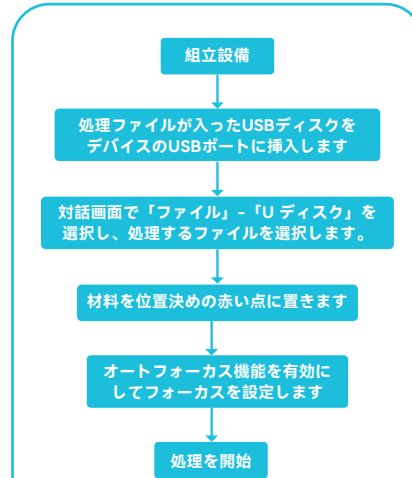 組立設備
処理ファイルが入ったUSBディスクを
デバイスのUSBポートに挿入します
対話画面で「ファイル」-「U ディスク」を
選択し、処理するファイルを選択します。
材料を位置決めの赤い点に置きます
オートフォーカス機能を有効に
してフォーカスを設定します
処理を開始